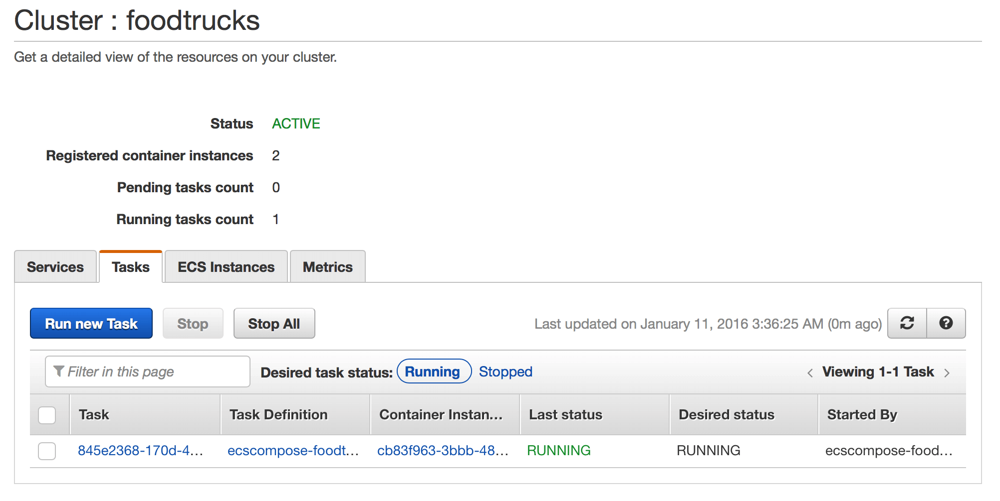 Cluster : foodtrucks
Get a detailed view of the resources on your cluster.
Status ACTIVE
Registered container instances 2
Pending tasks count 0
Running tasks count 1
Services Tasks ECS Instances Metrics
Run new Task Stop Stop All Last updated on January 11, 2016 3:36:25 AM (0m ago) ?
Filter in this page Desired task status: Running Stopped < Viewing 1-1 Task >
Task Task Definition Container Instan... Last status Desired status Started By
845e2368-170d-4... ecscompose-foodt... cb83f963-3bbb-48... RUNNING RUNNING ecscompose-food...